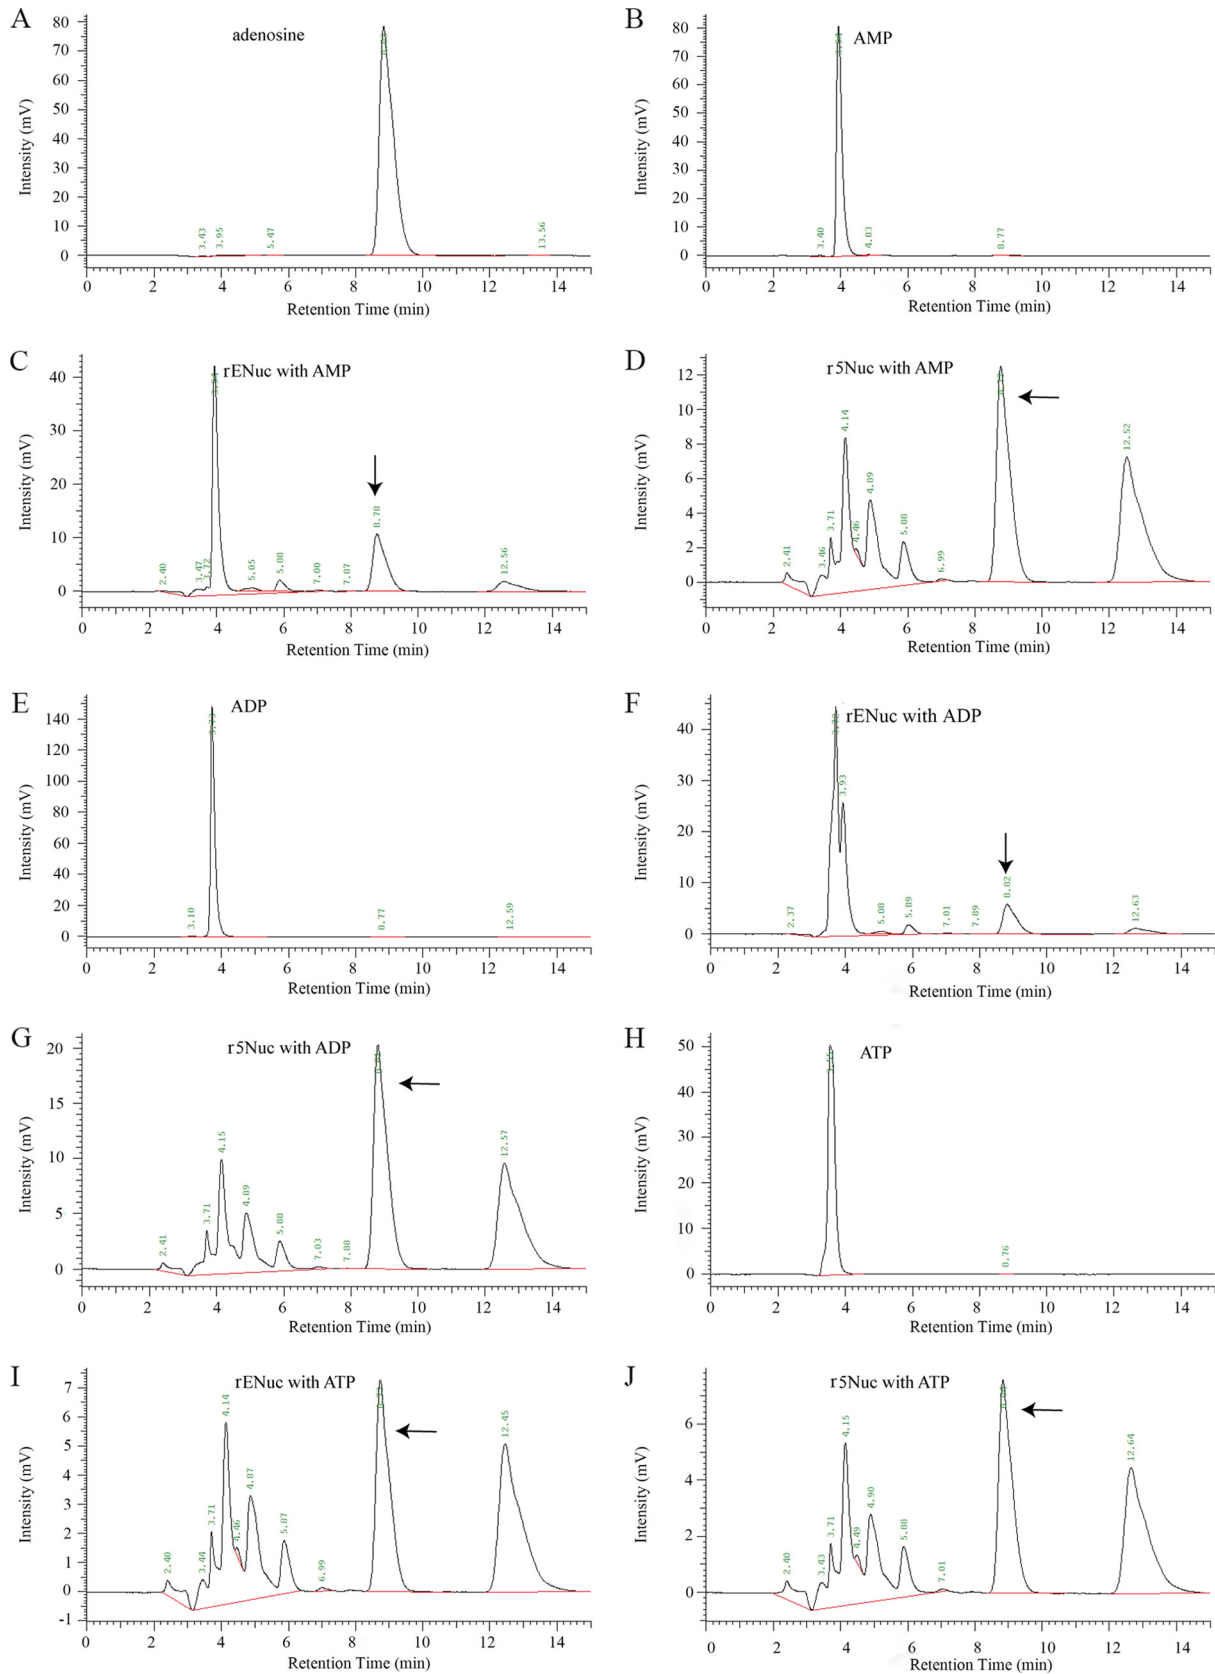 A
adenosine
80
70
60
50
40
30
20
10
0
Intensity (mV)
3.43
3.95
5.47
13.56
0 2 4 6 8 10 12 14
Retention Time (min)
B
AMP
80
70
60
50
40
30
20
10
0
Intensity (mV)
3.40
4.83
8.77
0 2 4 6 8 10 12 14
Retention Time (min)
C
rENuc with AMP
40
30
20
10
0
Intensity (mV)
2.40
3.47
3.72
5.05
5.88
7.00
7.87
8.78
12.56
2 4 6 8 10 12 14
Retention Time (min)
D
r5Nuc with AMP
12
10
8
6
4
2
0
Intensity (mV)
2.41
3.46
3.71
4.14
4.46
4.89
5.88
6.99
12.52
0 2 4 6 8 10 12 14
Retention Time (min)
E
ADP
140
120
100
80
60
40
20
0
Intensity (mV)
3.10
3.73
8.77
12.59
0 2 4 6 8 10 12 14
Retention Time (min)
F
rENuc with ADP
40
30
20
10
0
Intensity (mV)
2.37
3.93
5.08
5.89
7.01
7.89
8.82
12.63
0 2 4 6 8 10 12 14
Retention Time (min)
G
r5Nuc with ADP
20
15
10
5
0
Intensity (mV)
2.41
3.71
4.15
4.89
5.88
7.03
7.88
12.57
0 2 4 6 8 10 12 14
Retention Time (min)
H
ATP
50
40
30
20
10
0
Intensity (mV)
8.76
0 2 4 6 8 10 12 14
Retention Time (min)
I
rENuc with ATP
7
6
5
4
3
2
1
0
-1
Intensity (mV)
2.40
3.44
3.71
4.14
4.46
4.87
5.87
6.99
12.45
0 2 4 6 8 10 12 14
Retention Time (min)
J
r5Nuc with ATP
6
4
2
0
Intensity (mV)
2.40
3.43
3.71
4.15
4.49
4.90
5.88
7.01
12.64
0 2 4 6 8 10 12 14
Retention Time (min)